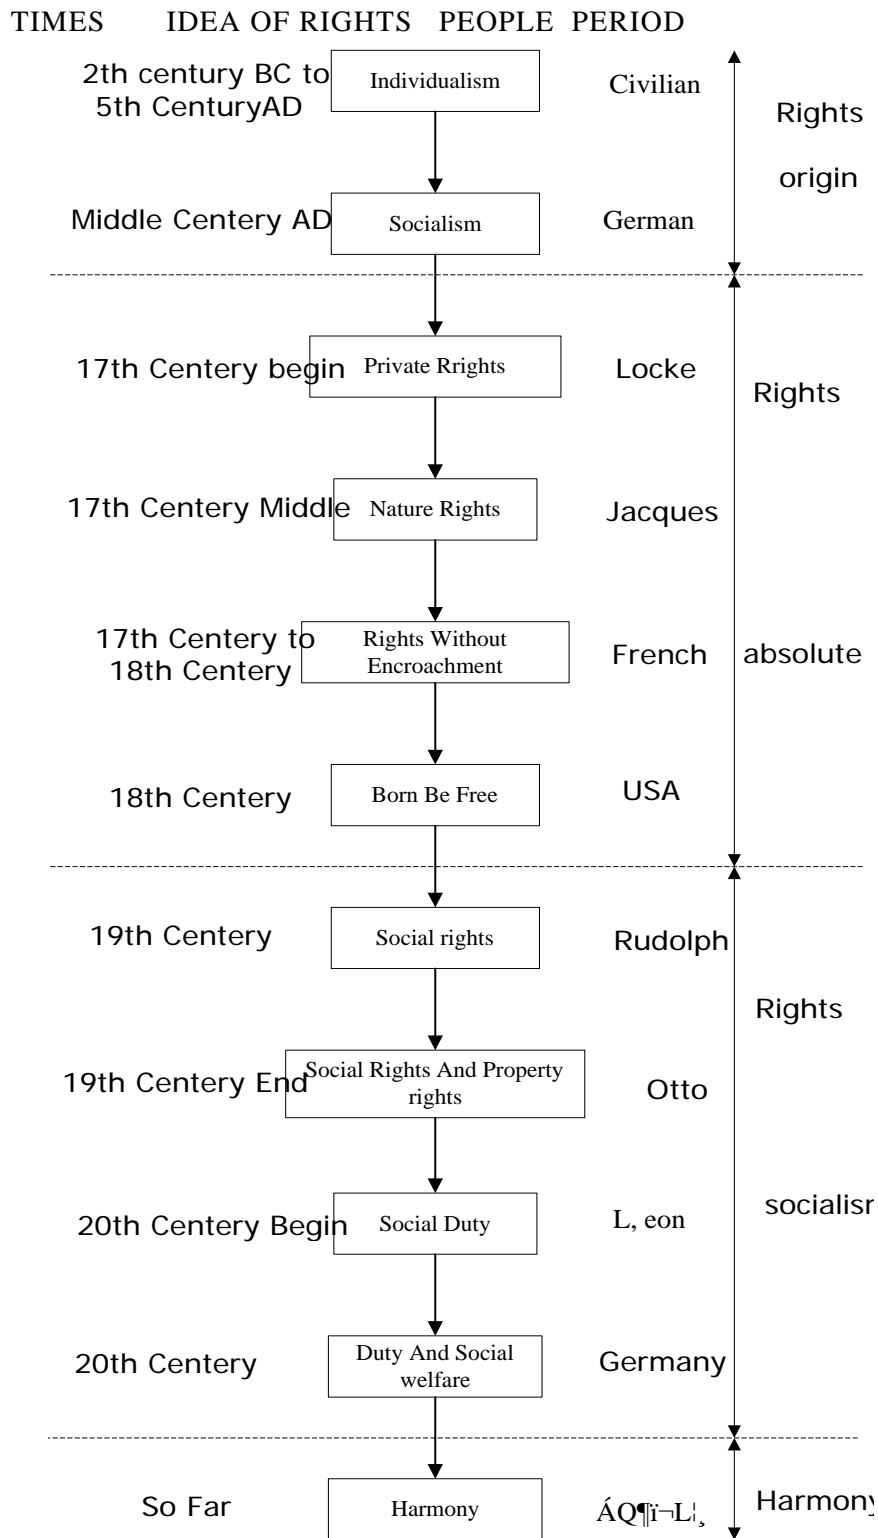 TIMES IDEA OF RIGHTS PEOPLE PERIOD
2th century BC to
5th CenturyAD
Individualism
Civilian
Rights
origin
Middle Centery AD
Socialism
German
17th Centery begin
Private Rrights
Locke
Rights
17th Centery Middle
Nature Rights
Jacques
17th Centery to
18th Centery
Rights Without
Encroachment
French
absolute
18th Centery
Born Be Free
USA
19th Centery
Social rights
Rudolph
Rights
19th Centery End
Social Rights And Property
rights
Otto
20th Centery Begin
Social Duty
L, eon
socialism
20th Centery
Duty And Social
welfare
Germany
So Far
Harmony
ÁQ¶ï¬L¦¸
Harmony